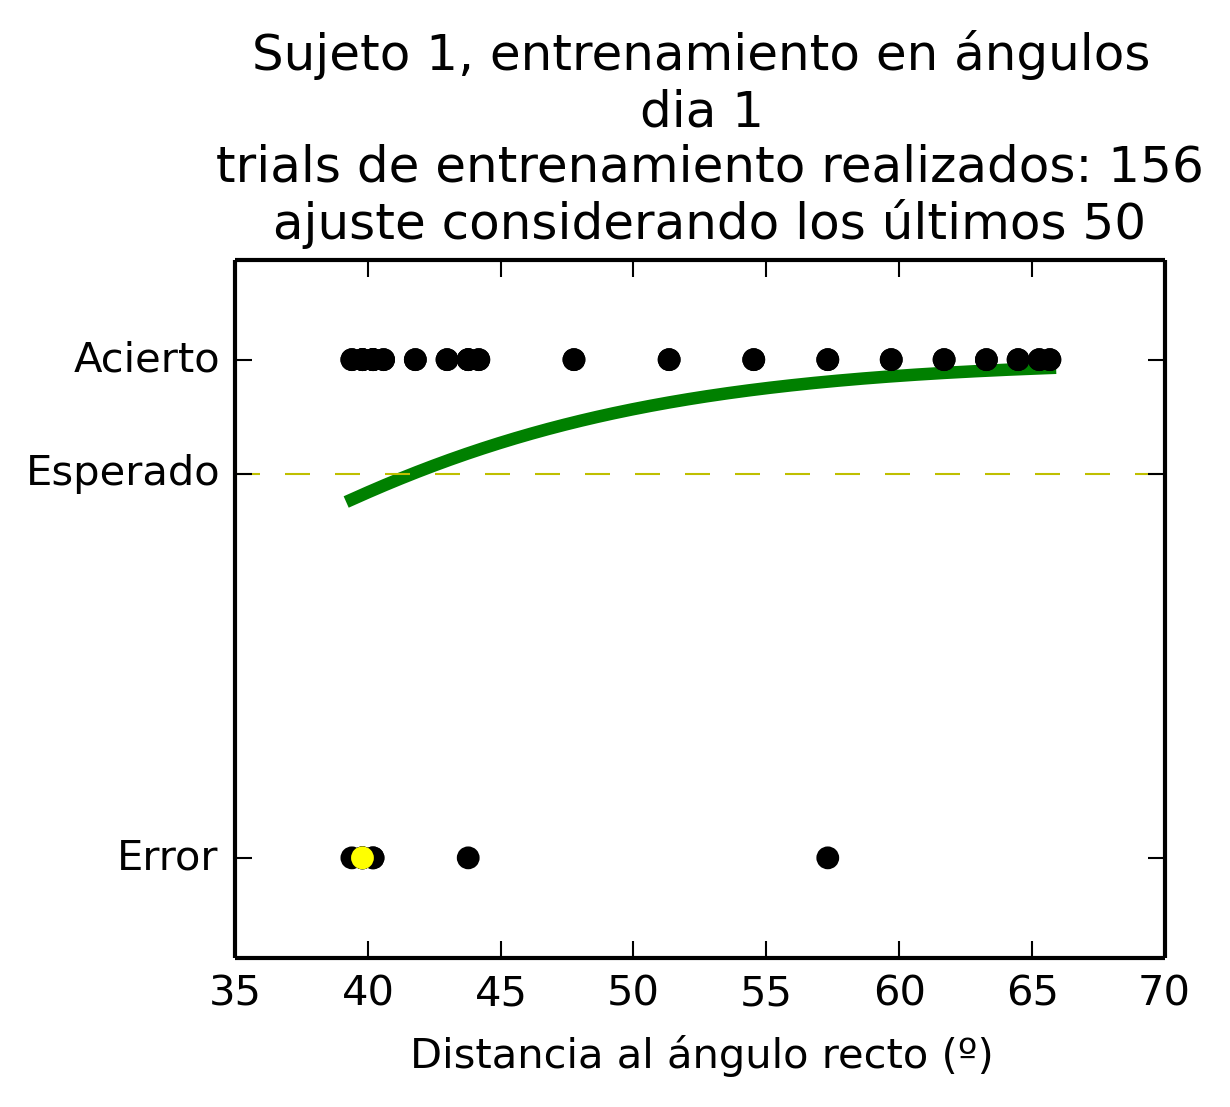 Sujeto 1, entrenamiento en ángulos
dia 1
trials de entrenamiento realizados: 156
ajuste considerando los últimos 50
Acierto
Esperado
Error
35 40 45 50 55 60 65 70
Distancia al ángulo recto (º)